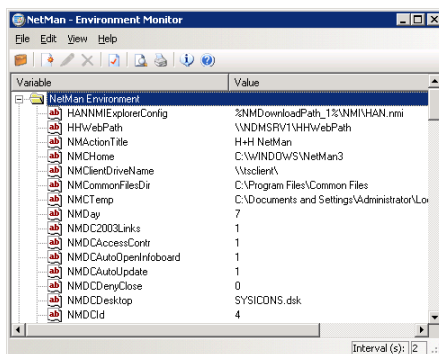 NetMan - Environment Monitor
File Edit View Help
Variable Value
NetMan Environment
HANNMIExplorerConfig %NMDownloadPath_1%\NMI\HAN.nmi
HHWebPath \\NDMSRV1\HHWebPath
NMActionTitle H+H NetMan
NMCHome C:\WINDOWS\NetMan3
NMClientDriveName \\tsclient\
NMCommonFilesDir C:\Program Files\Common Files
NMCTemp C:\Documents and Settings\Administrator\Loc
NMDay 7
NMDC2003Links 1
NMDCAccessContr 1
NMDCAutoOpenInfoboard 1
NMDCAutoUpdate 1
NMDCDenyClose 0
NMDCDesktop SYSICONS.dsk
NMDCId 4
Interval (s): 2